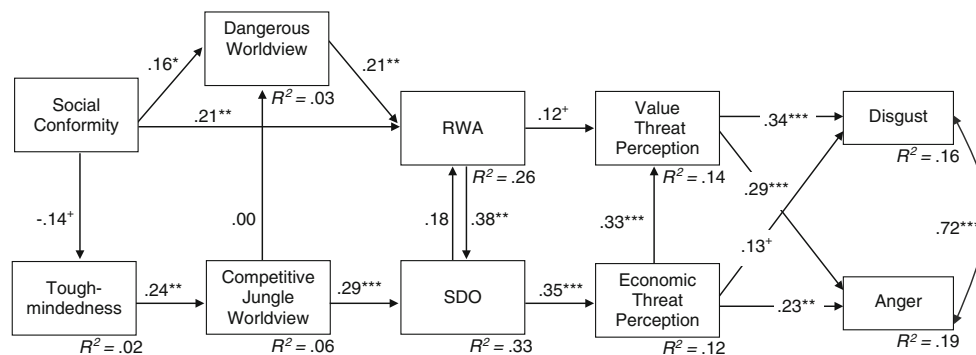 Dangerous
Worldview
.16*
.21**
R² = .03
Social
Conformity
.21**
RWA
.12⁺
Value
Threat
Perception
.34***
Disgust
R² = .26
R² = .14
R² = .16
-.14⁺
.00
.18
.38**
.33***
.29***
.13⁺
.72***
Tough-
mindedness
.24**
Competitive
Jungle
Worldview
.29***
SDO
.35***
Economic
Threat
Perception
.23**
Anger
R² = .02
R² = .06
R² = .33
R² = .12
R² = .19